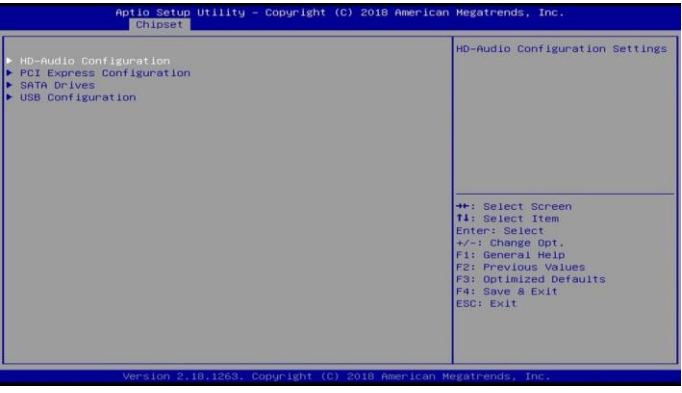 Aptio Setup Utility – Copyright (C) 2018 American Megatrends, Inc.
Chipset
► HD-Audio Configuration
► PCI Express Configuration
► SATA Drives
► USB Configuration
HD-Audio Configuration Settings
→←: Select Screen
↑↓: Select Item
Enter: Select
+/-: Change Opt.
F1: General Help
F2: Previous Values
F3: Optimized Defaults
F4: Save & Exit
ESC: Exit
Version 2.18.1263. Copyright (C) 2018 American Megatrends, Inc.